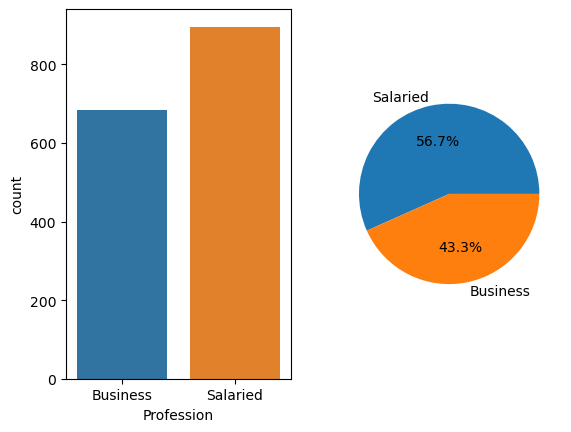 count
800
600
400
200
0
Business Salaried
Profession
Salaried
56.7%
43.3%
Business